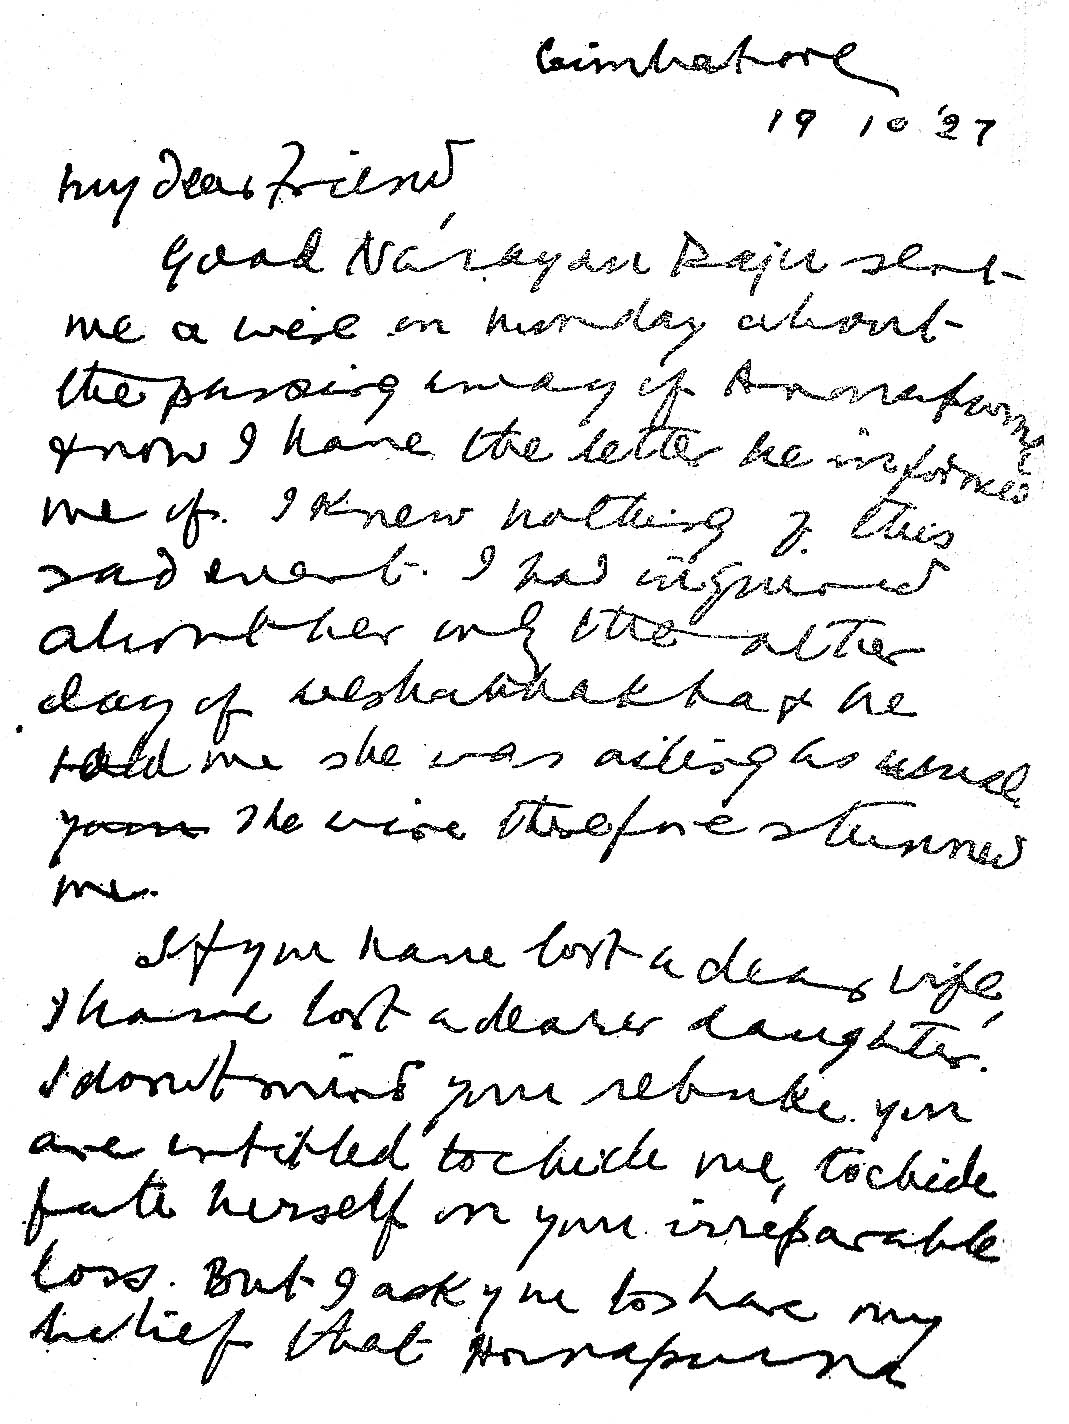 Coimbatore
19 10 '27
My dear Friend,
Good Narayan Raju sent
me a wire on Monday about
the passing away of Annapurna
& now I have the letter he informed
me of. I knew nothing of this
sad event. I had inquired
about her only the other
day of & he
told me she was ailing as usual.
The wire therefore stunned
me.
If you have lost a dear wife,
I have lost a dearer daughter.
I don't mind your rebuke. You
are entitled to chide me, to chide
fate herself on your irreparable
loss. But I ask you to share my
belief that Annapurna